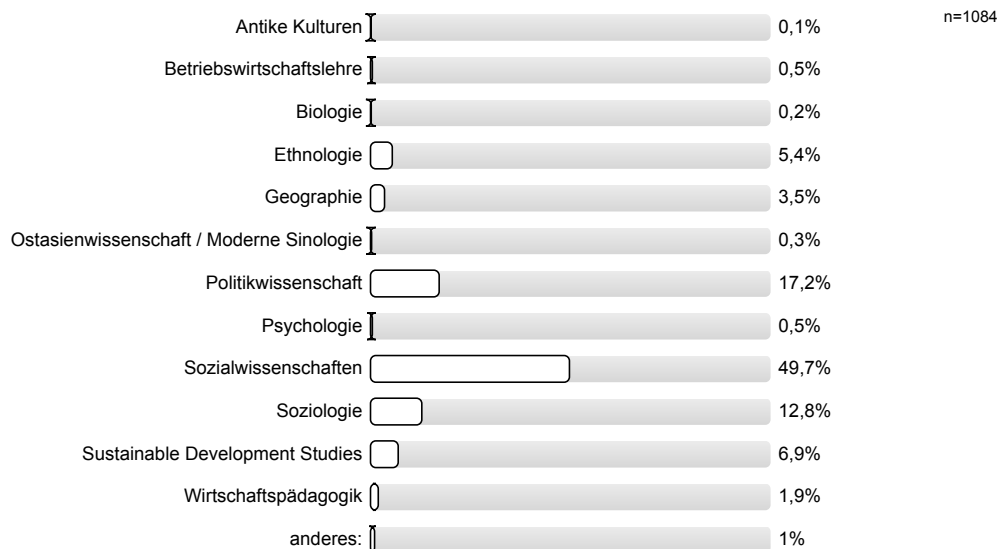 n=1084
Antike Kulturen 0,1%
Betriebswirtschaftslehre 0,5%
Biologie 0,2%
Ethnologie 5,4%
Geographie 3,5%
Ostasienwissenschaft / Moderne Sinologie 0,3%
Politikwissenschaft 17,2%
Psychologie 0,5%
Sozialwissenschaften 49,7%
Soziologie 12,8%
Sustainable Development Studies 6,9%
Wirtschaftspädagogik 1,9%
anderes: 1%